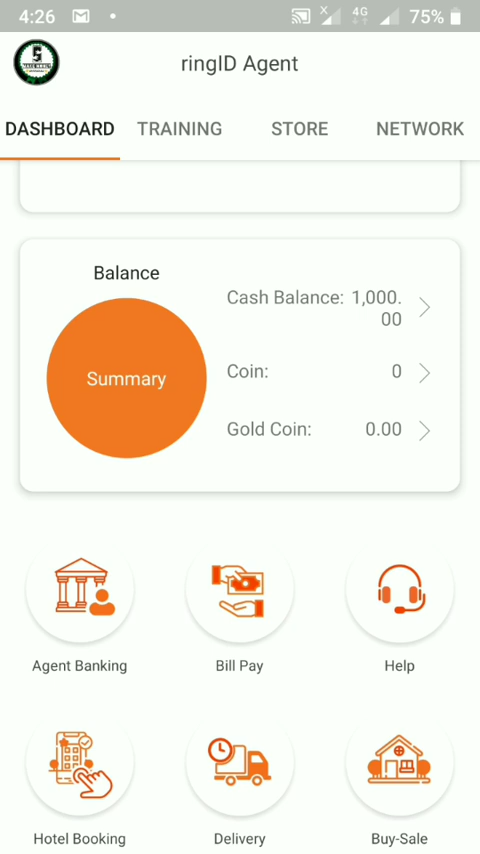 4:26
4G
75%
ringID Agent
DASHBOARD TRAINING STORE NETWORK
Balance
Summary
Cash Balance: 1,000.
00
Coin: 0
Gold Coin: 0.00
Agent Banking Bill Pay Help
Hotel Booking Delivery Buy-Sale